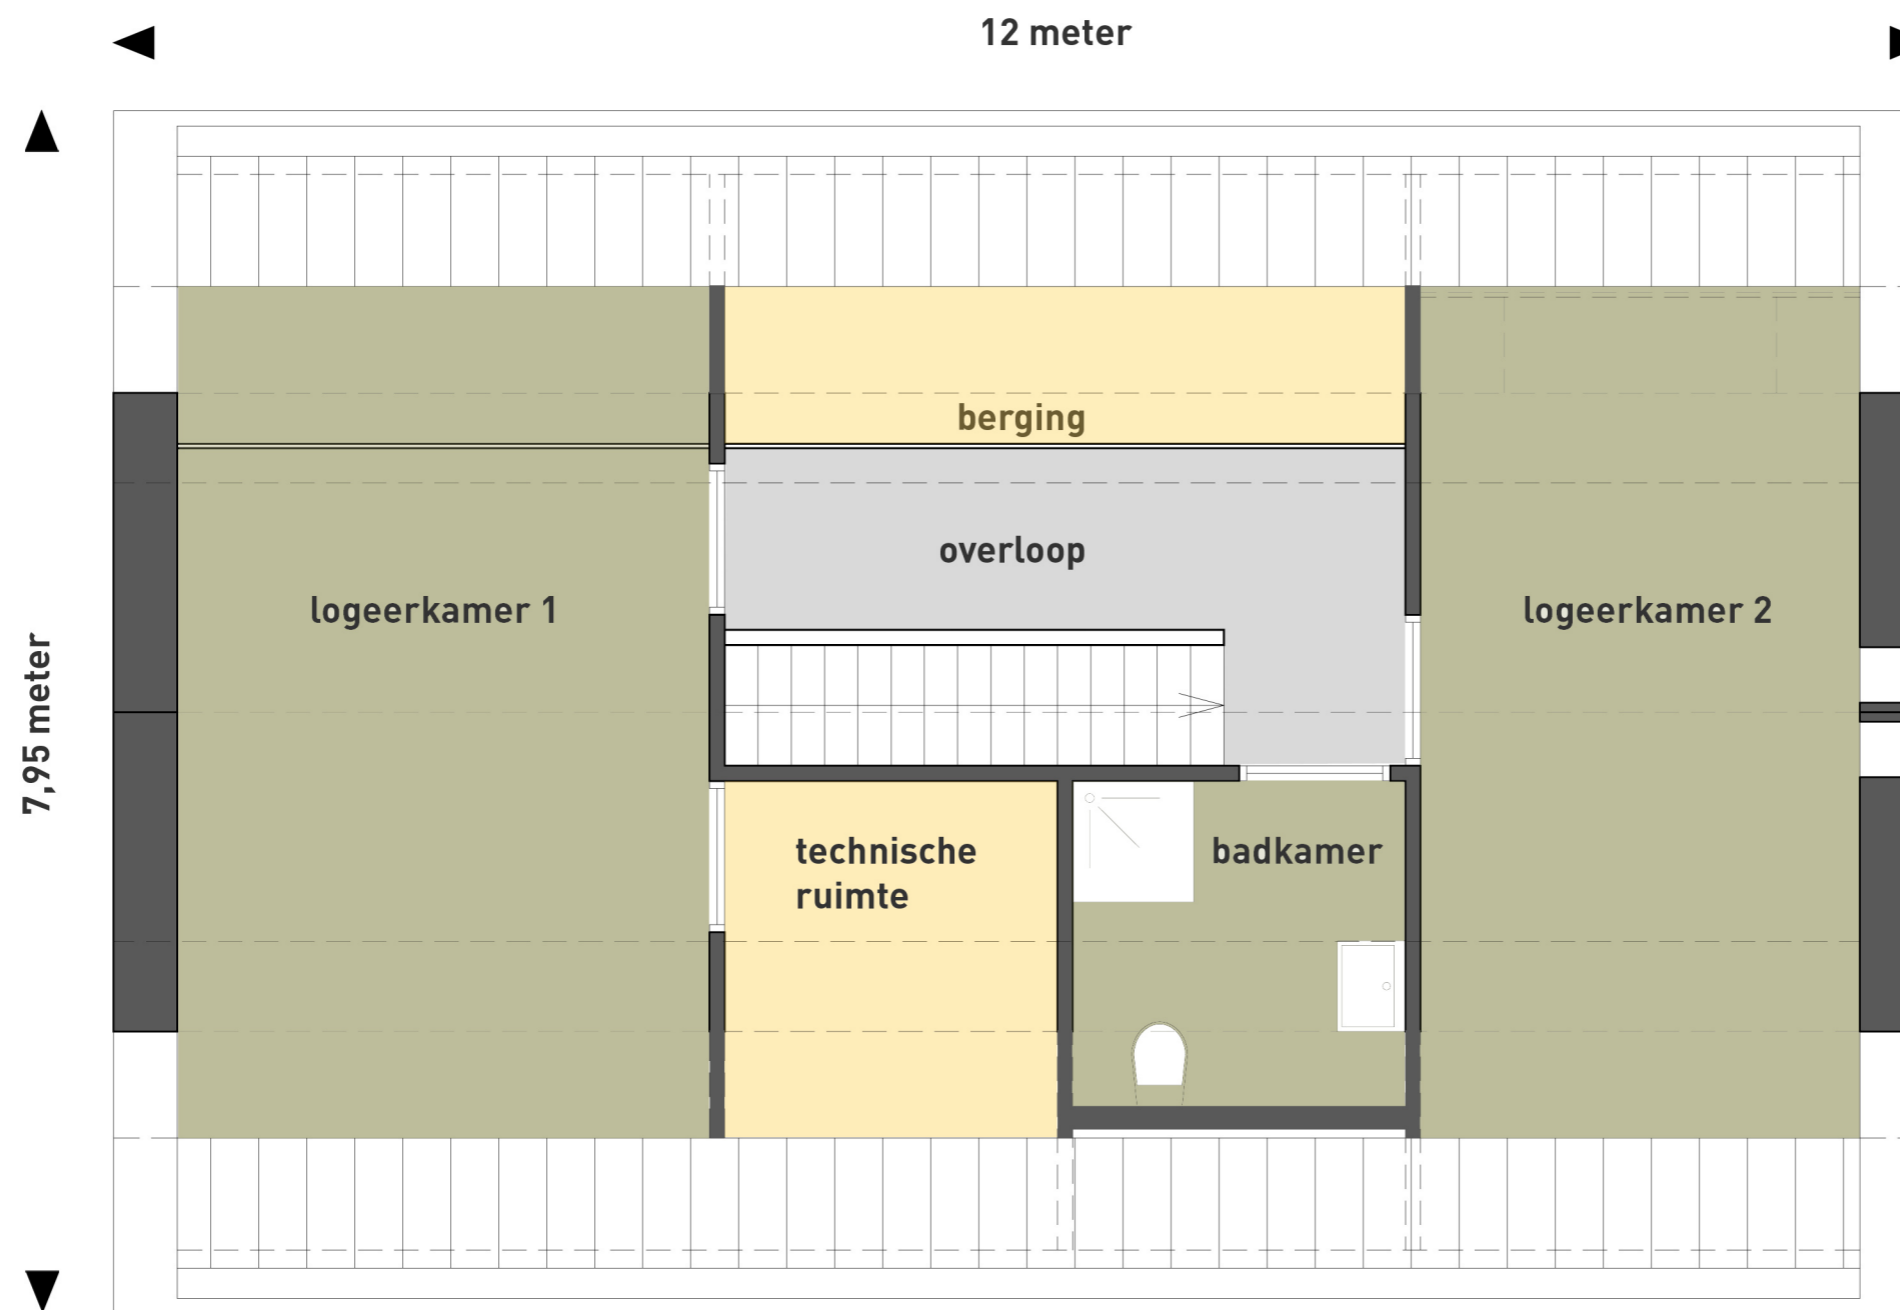 12 meter
7,95 meter
berging
overloop
logeerkamer 1
logeerkamer 2
technische
ruimte
badkamer